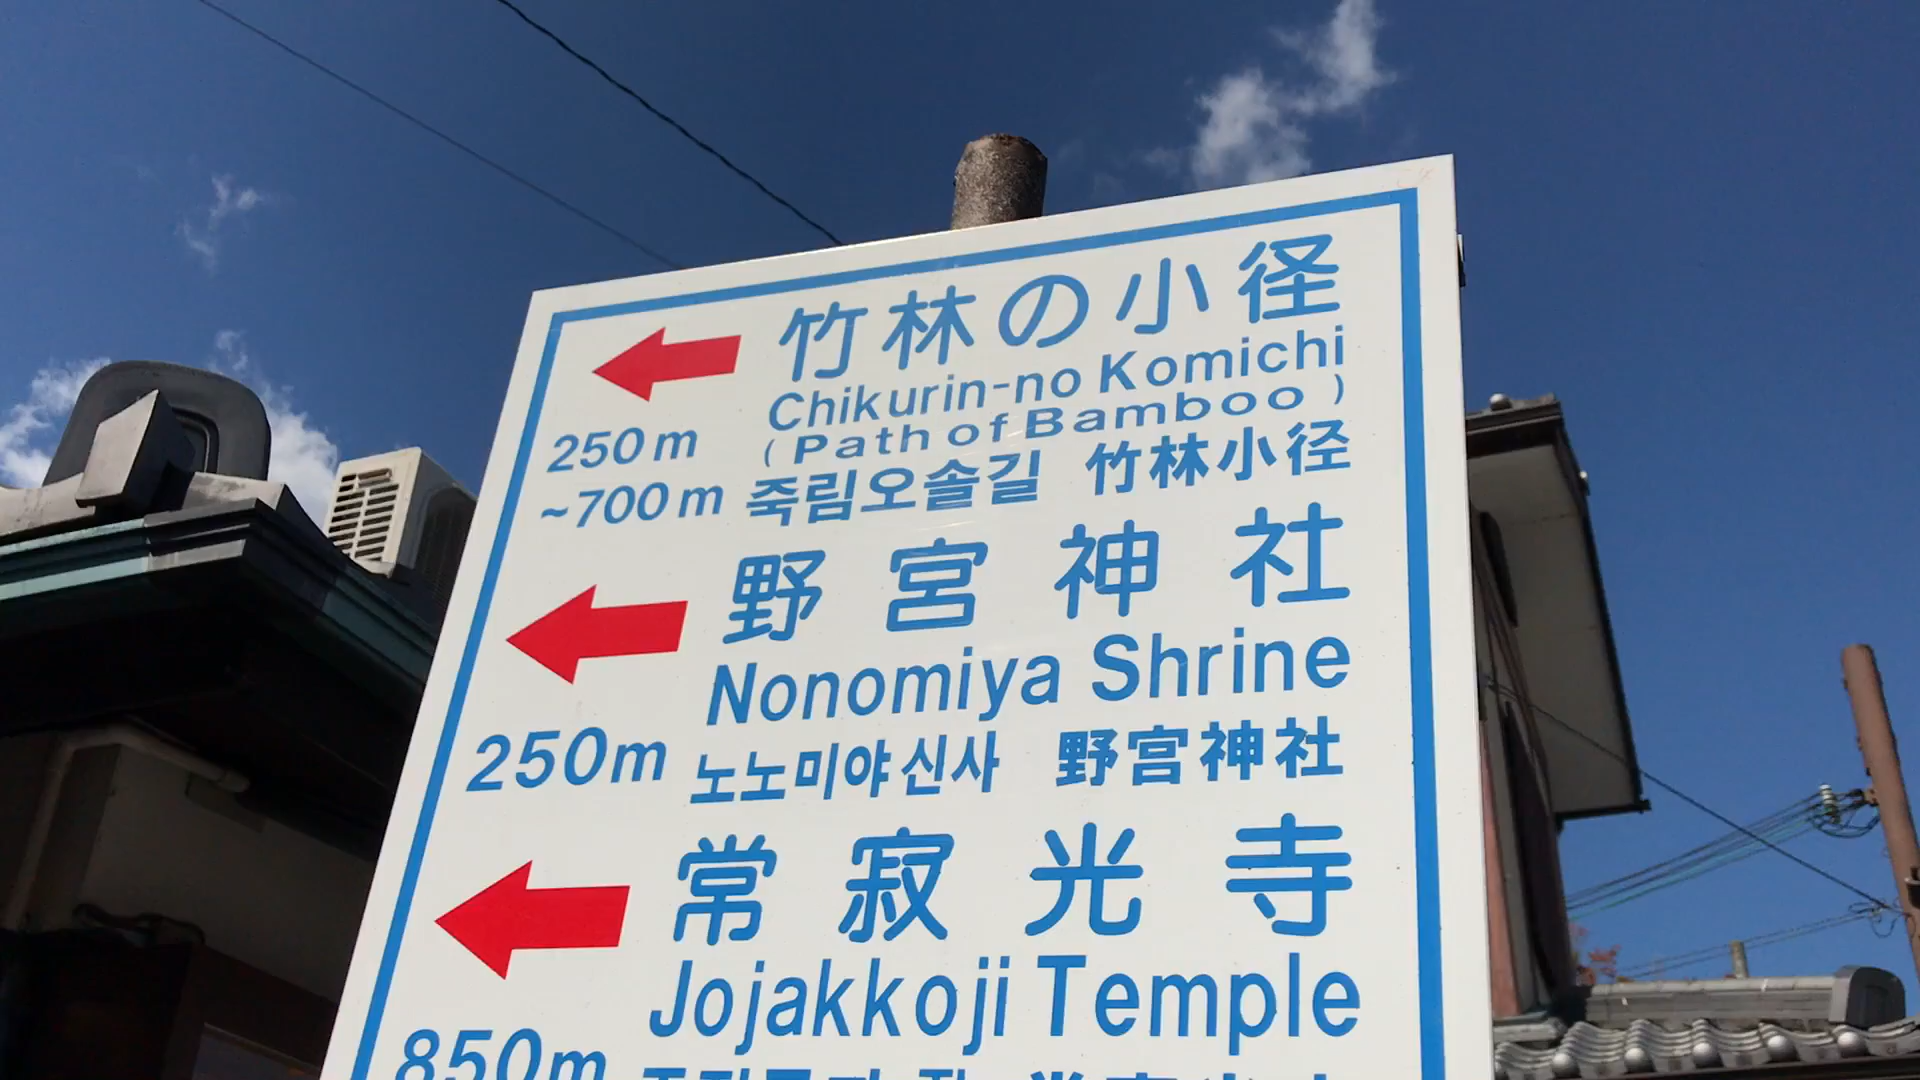 竹林の小径
Chikurin-no Komichi
(Path of Bamboo)
250m
~700m 죽림오솔길 竹林小径
野宮神社
Nonomiya Shrine
250m 노노미야신사 野宮神社
常寂光寺
Jojakkoji Temple
850m